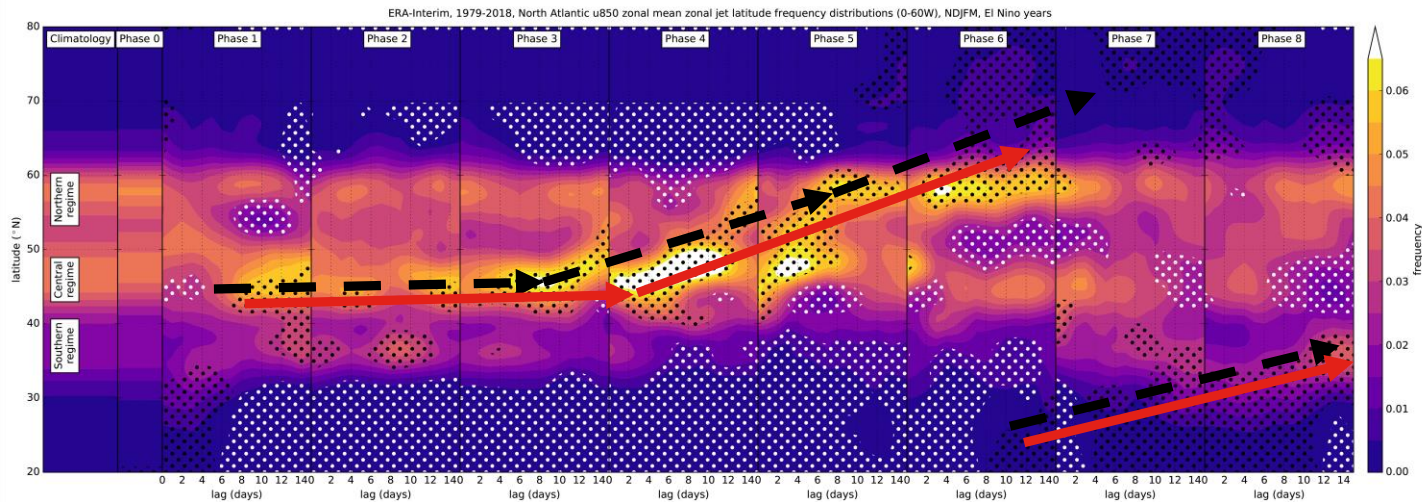 ERA-Interim, 1979-2018, North Atlantic u850 zonal mean zonal jet latitude frequency distributions (0-60W), NDJFM, El Nino years
Climatology Phase 0 Phase 1 Phase 2 Phase 3 Phase 4 Phase 5 Phase 6 Phase 7 Phase 8
80
70
60
50
40
30
20
latitude (°N)
Northern
regime
Central
regime
Southern
regime
0 2 4 6 8 10 12 14 0 2 4 6 8 10 12 14 0 2 4 6 8 10 12 14 0 2 4 6 8 10 12 14 0 2 4 6 8 10 12 14 0 2 4 6 8 10 12 14 0 2 4 6 8 10 12 14 0 2 4 6 8 10 12 14
lag (days) lag (days) lag (days) lag (days) lag (days) lag (days) lag (days) lag (days)
0.06
0.05
0.04
0.03
0.02
0.01
0.00
frequency